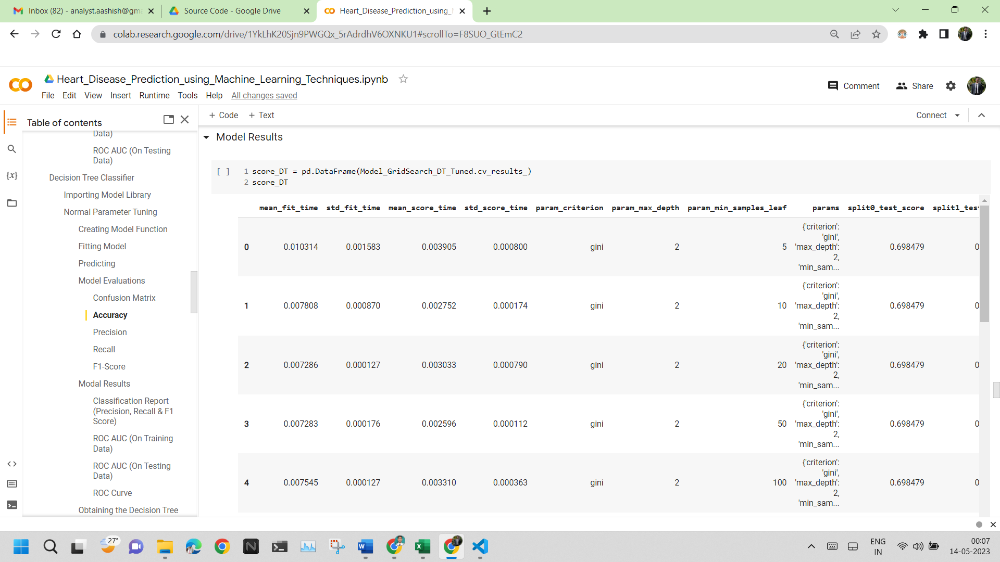 Inbox (82) - analyst.aashish@gm
Source Code - Google Drive
Heart_Disease_Prediction_using_
colab.research.google.com/drive/1YkLhK20Sjn9PWGQx_5rAdrdhV6OXNKU1#scrollTo=F8SUO_GtEmC2
Heart_Disease_Prediction_using_Machine_Learning_Techniques.ipynb
File Edit View Insert Runtime Tools Help All changes saved
Comment Share
Table of contents
Data)
ROC AUC (On Testing
Data)
Decision Tree Classifier
Importing Model Library
Normal Parameter Tuning
Creating Model Function
Fitting Model
Predicting
Model Evaluations
Confusion Matrix
Accuracy
Precision
Recall
F1-Score
Modal Results
Classification Report
(Precision, Recall & F1
Score)
ROC AUC (On Training
Data)
ROC AUC (On Testing
Data)
ROC Curve
Obtaining the Decision Tree
+ Code + Text
Connect
Model Results
[ ] 1 score_DT = pd.DataFrame(Model_GridSearch_DT_Tuned.cv_results_)
2 score_DT
mean_fit_time std_fit_time mean_score_time std_score_time param_criterion param_max_depth param_min_samples_leaf params split0_test_score split1_test
{'criterion':
'gini',
0 0.010314 0.001583 0.003905 0.000800 gini 2 5 'max_depth': 0.698479 0
2,
'min_sam...
{'criterion':
'gini',
1 0.007808 0.000870 0.002752 0.000174 gini 2 10 'max_depth': 0.698479 0
2,
'min_sam...
{'criterion':
'gini',
2 0.007286 0.000127 0.003033 0.000790 gini 2 20 'max_depth': 0.698479 0
2,
'min_sam...
{'criterion':
'gini',
3 0.007283 0.000176 0.002596 0.000112 gini 2 50 'max_depth': 0.698479 0
2,
'min_sam...
{'criterion':
'gini',
4 0.007545 0.000127 0.003310 0.000363 gini 2 100 'max_depth': 0.698479 0
2,
'min_sam...
27°
ENG
IN
00:07
14-05-2023